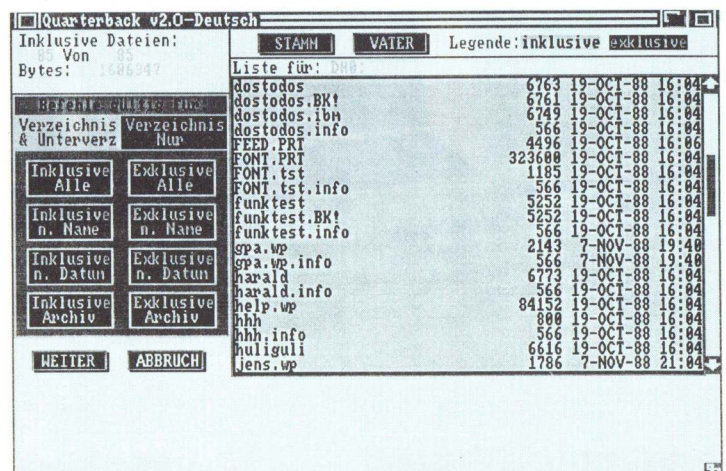 Quarterback v2.0-Deutsch
Inklusive Dateien:
85 Von 85
Bytes: 1686347
STAMM VATER Legende:inklusive exklusive
Liste für: DH0:
Befehle gültig für:
Verzeichnis & Unterverz
Verzeichnis Nur
Inklusive Alle
Exklusive Alle
Inklusive n. Name
Exklusive n. Name
Inklusive n. Datum
Exklusive n. Datum
Inklusive Archiv
Exklusive Archiv
WEITER ABBRUCH
dostodos 6763 19-OCT-88 16:04
dostodos.BK! 6761 19-OCT-88 16:04
dostodos.ibm 6749 19-OCT-88 16:04
dostodos.info 566 19-OCT-88 16:04
FEED.PRT 4496 19-OCT-88 16:06
FONT.PRT 323600 19-OCT-88 16:04
FONT.tst 1185 19-OCT-88 16:04
FONT.tst.info 566 19-OCT-88 16:04
funktest 5252 19-OCT-88 16:04
funktest.BK! 5252 19-OCT-88 16:04
funktest.info 566 19-OCT-88 16:04
gpa.wp 2143 7-NOV-88 19:40
gpa.wp.info 566 7-NOV-88 19:40
harald 6773 19-OCT-88 16:04
harald.info 566 19-OCT-88 16:04
help.wp 84152 19-OCT-88 16:04
hhh 800 19-OCT-88 16:04
hhh.info 566 19-OCT-88 16:04
huliguli 6616 19-OCT-88 16:04
jens.wp 1786 7-NOV-88 21:04